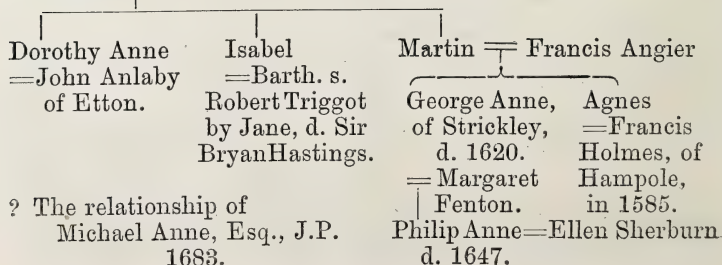 Dorothy Anne
=John Anlaby
of Etton.
Isabel
=Barth. s.
Robert Triggot
by Jane, d. Sir
BryanHastings.
Martin = Francis Angier
George Anne,
of Strickley,
d. 1620.
= Margaret
Fenton.
Agnes
=Francis
Holmes, of
Hampole,
in 1585.
Philip Anne=Ellen Sherburn
d. 1647.
? The relationship of
Michael Anne, Esq., J.P.
1683.